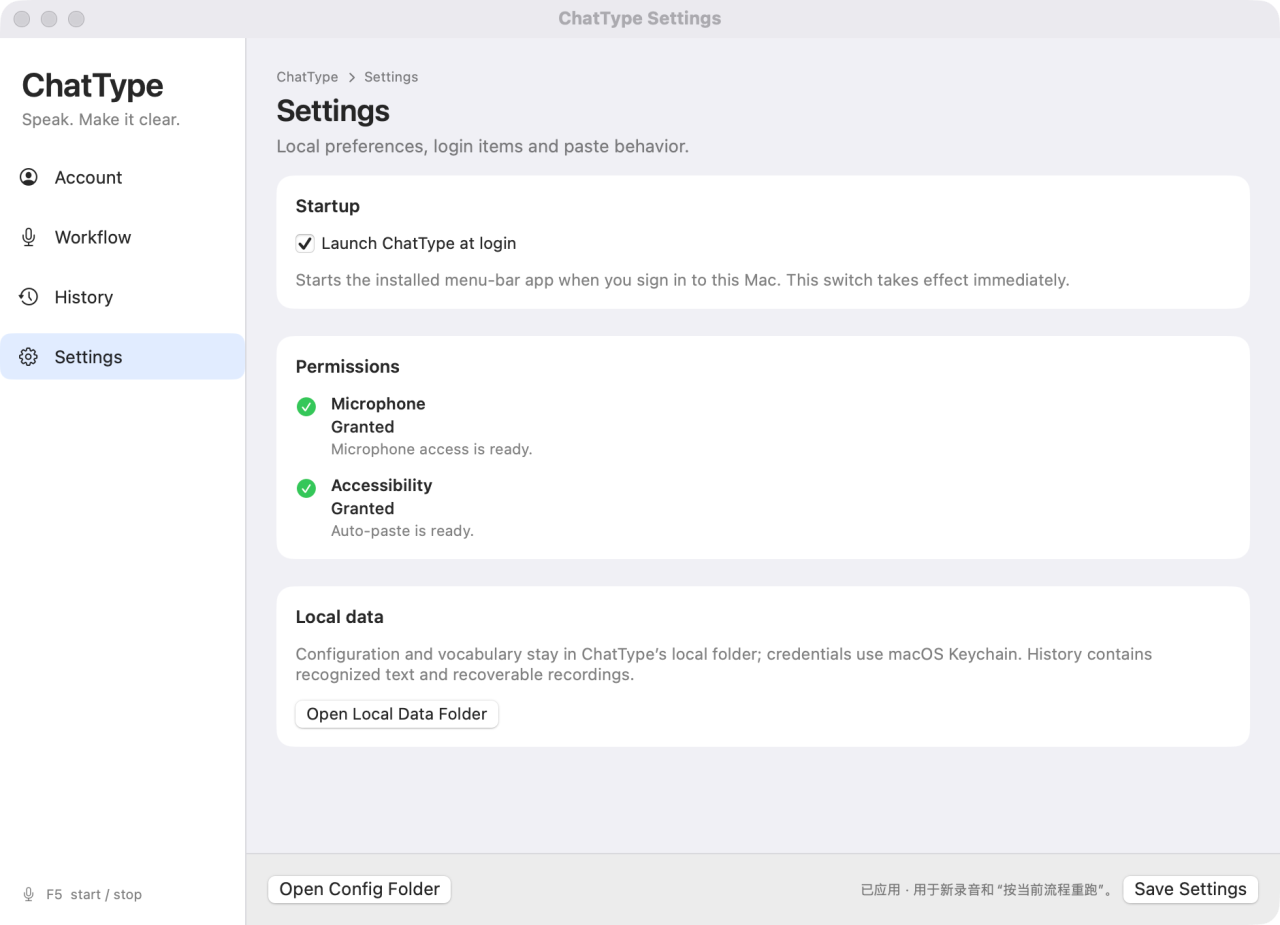 ChatType Settings
ChatType
Speak. Make it clear.
Account
Workflow
History
Settings
F5 start / stop
ChatType > Settings
Settings
Local preferences, login items and paste behavior.
Startup
Launch ChatType at login
Starts the installed menu-bar app when you sign in to this Mac. This switch takes effect immediately.
Permissions
Microphone
Granted
Microphone access is ready.
Accessibility
Granted
Auto-paste is ready.
Local data
Configuration and vocabulary stay in ChatType’s local folder; credentials use macOS Keychain. History contains
recognized text and recoverable recordings.
Open Local Data Folder
Open Config Folder
已应用 · 用于新录音和“按当前流程重跑”。
Save Settings